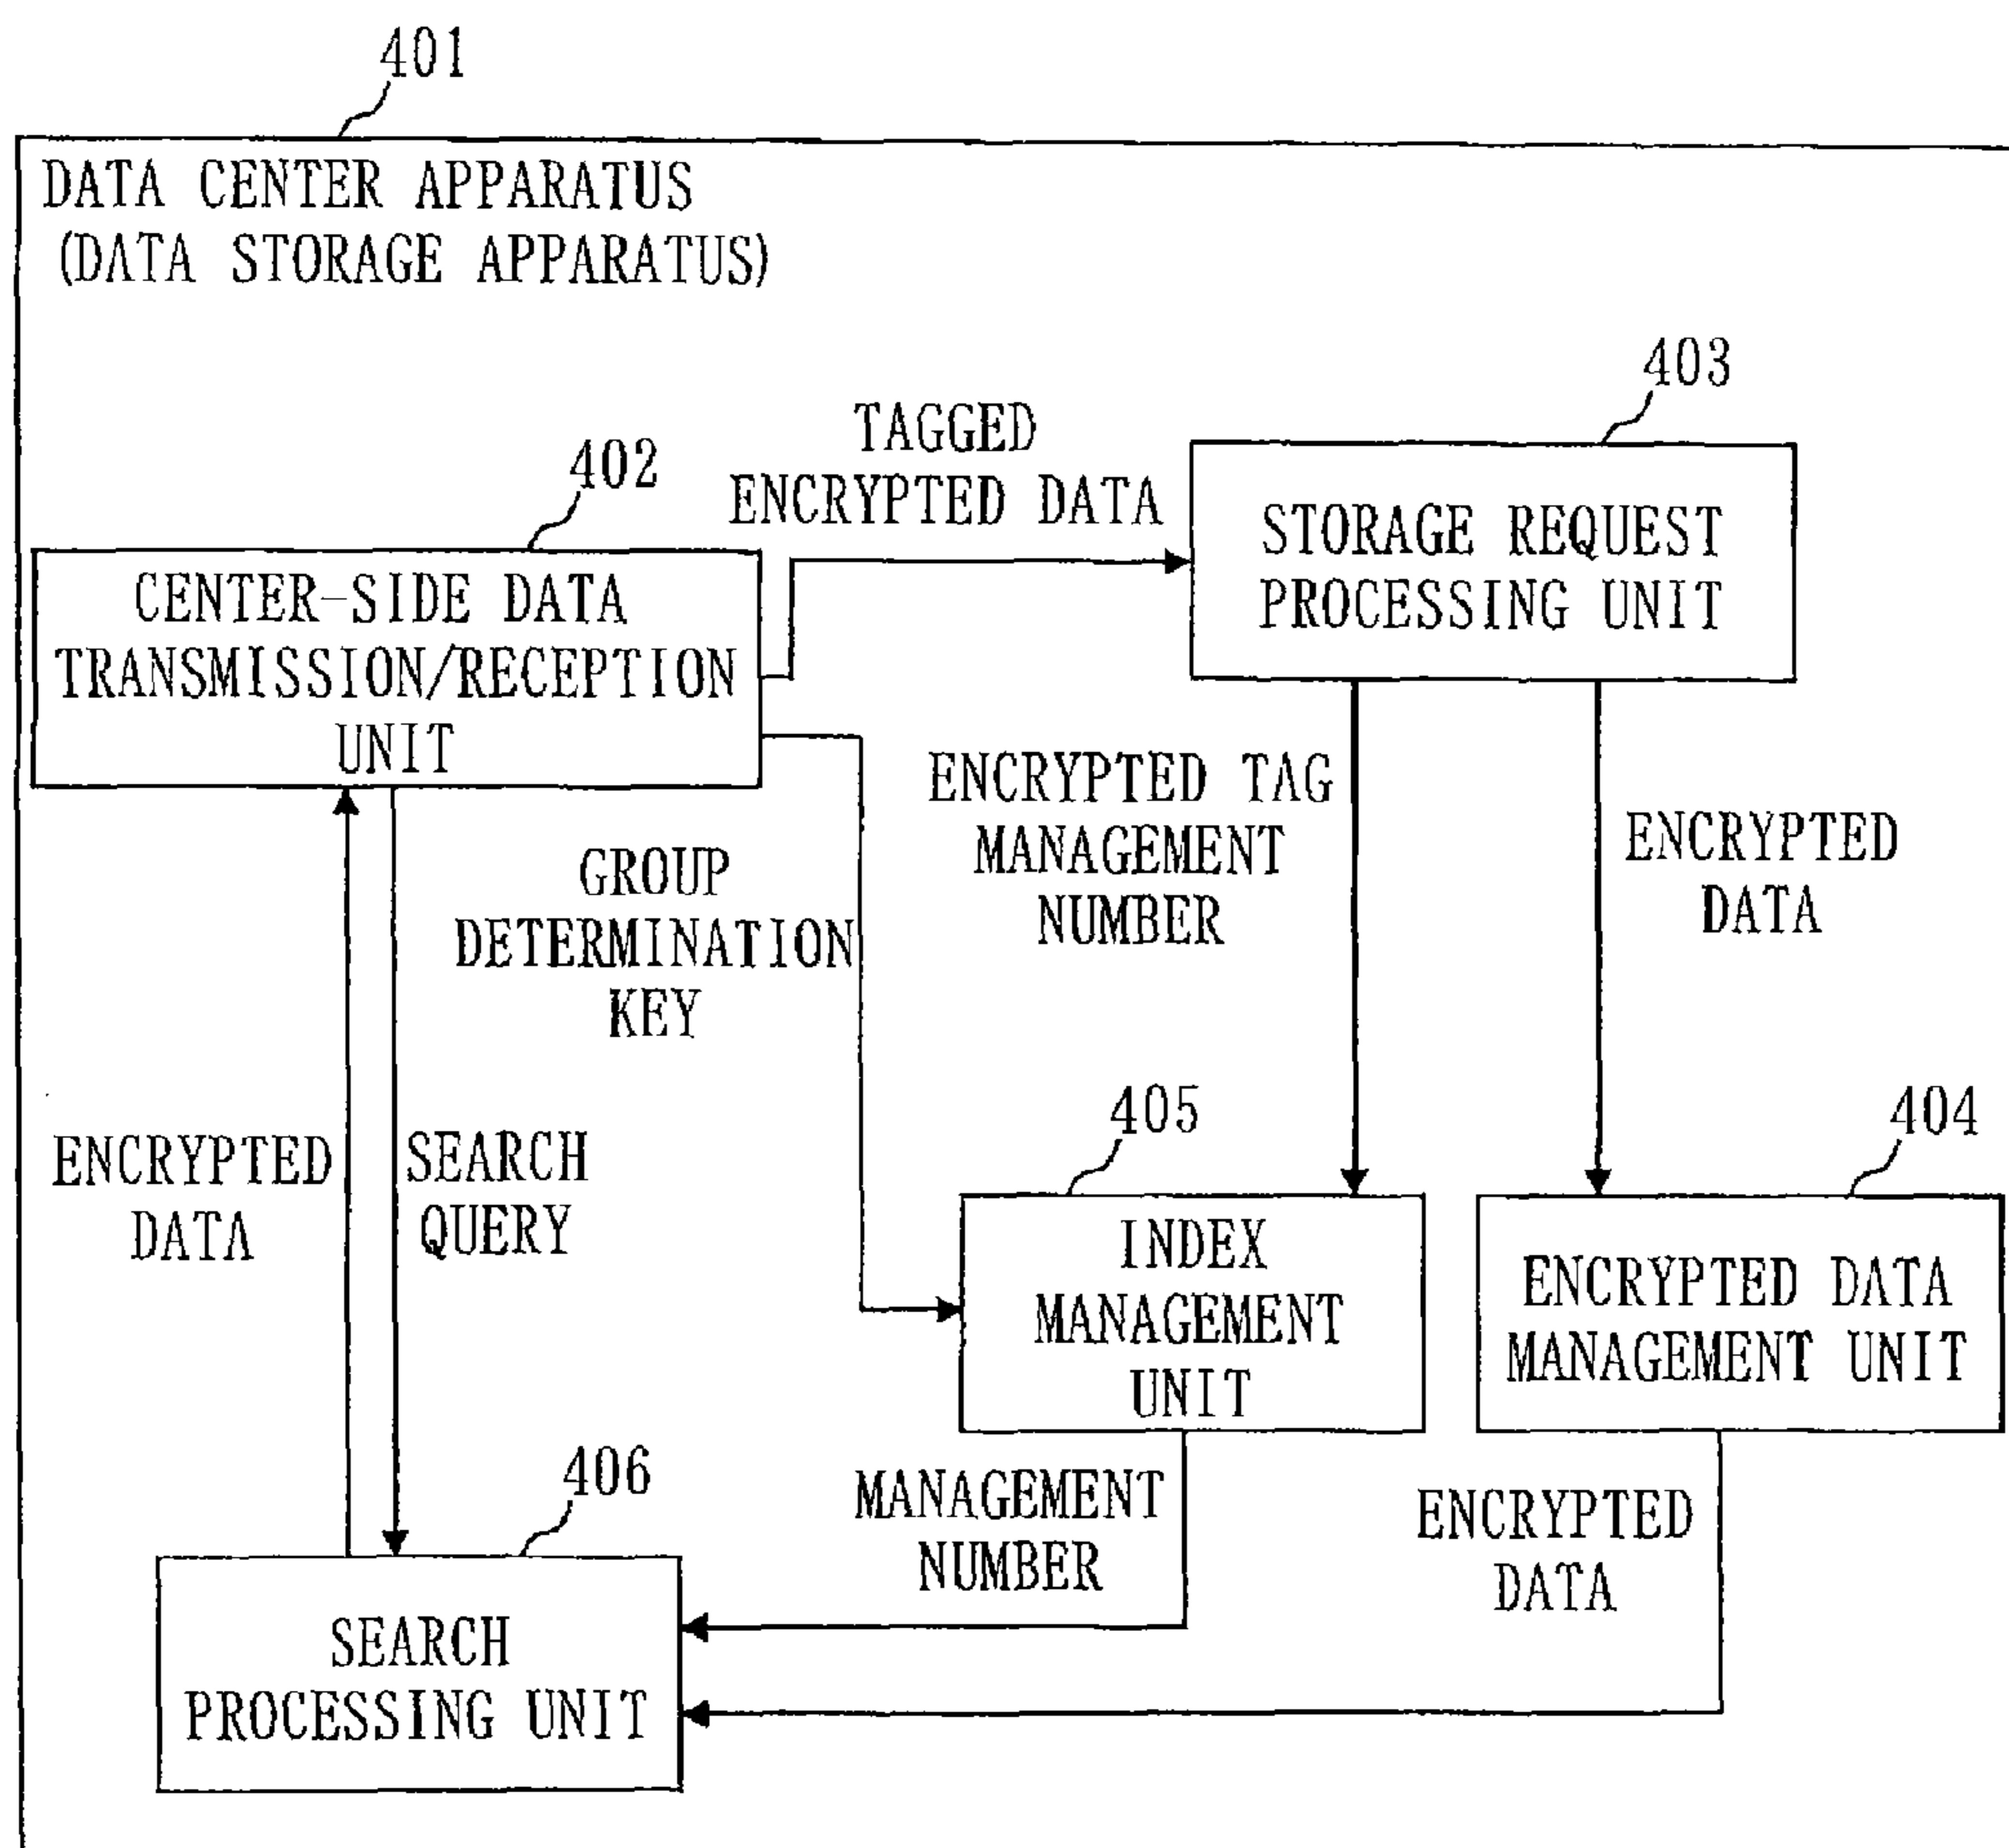 401
DATA CENTER APPARATUS
(DATA STORAGE APPARATUS)
403
TAGGED
ENCRYPTED DATA
402
STORAGE REQUEST
PROCESSING UNIT
CENTER-SIDE DATA
TRANSMISSION/RECEPTION
UNIT
ENCRYPTED TAG
MANAGEMENT
NUMBER
ENCRYPTED
DATA
GROUP
DETERMINATION
KEY
ENCRYPTED
DATA
SEARCH
QUERY
405
404
INDEX
MANAGEMENT
UNIT
ENCRYPTED DATA
MANAGEMENT UNIT
406
MANAGEMENT
NUMBER
ENCRYPTED
DATA
SEARCH
PROCESSING UNIT